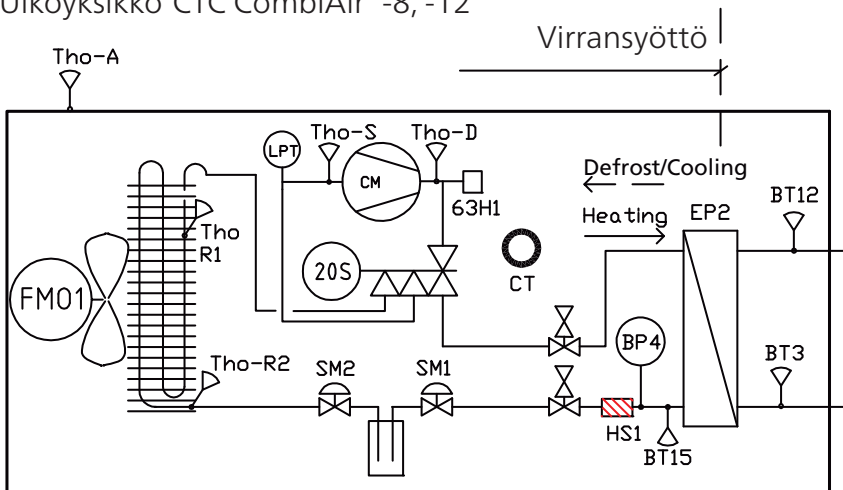 Ulkoyksikkö CTC CombiAir -8, -12
Virransyöttö
Tho-A
LPT
Tho-S
Tho-D
CM
63H1
Defrost/Cooling
Heating
EP2
BT12
Tho
R1
20S
CT
FM01
BP4
BT3
Tho-R2
SM2
SM1
HS1
BT15